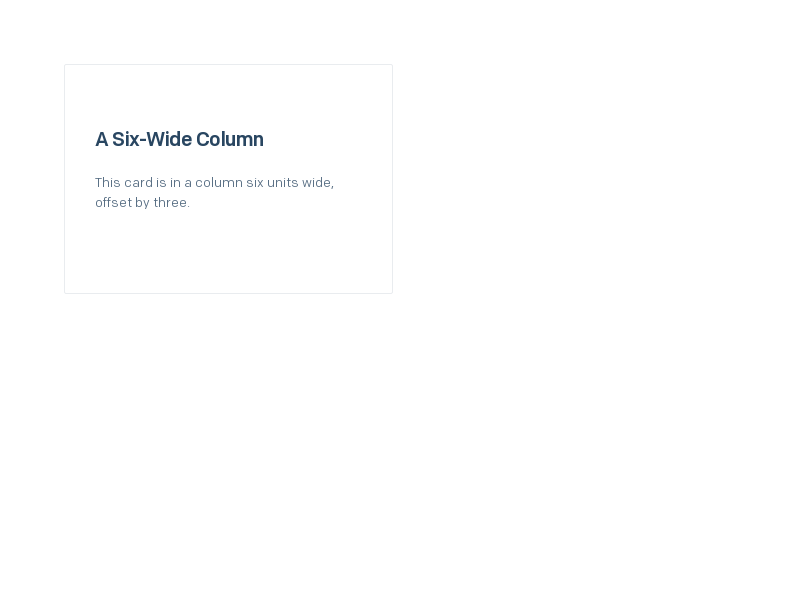 A Six-Wide Column
This card is in a column six units wide,
offset by three.